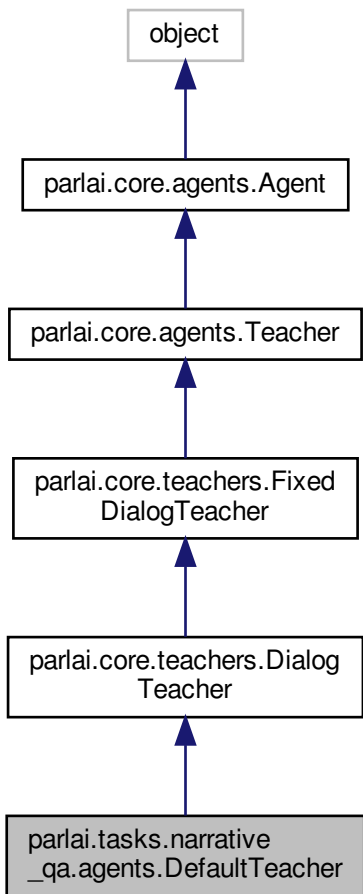 object
parlai.core.agents.Agent
parlai.core.agents.Teacher
parlai.core.teachers.Fixed
DialogTeacher
parlai.core.teachers.Dialog
Teacher
parlai.tasks.narrative
_qa.agents.DefaultTeacher